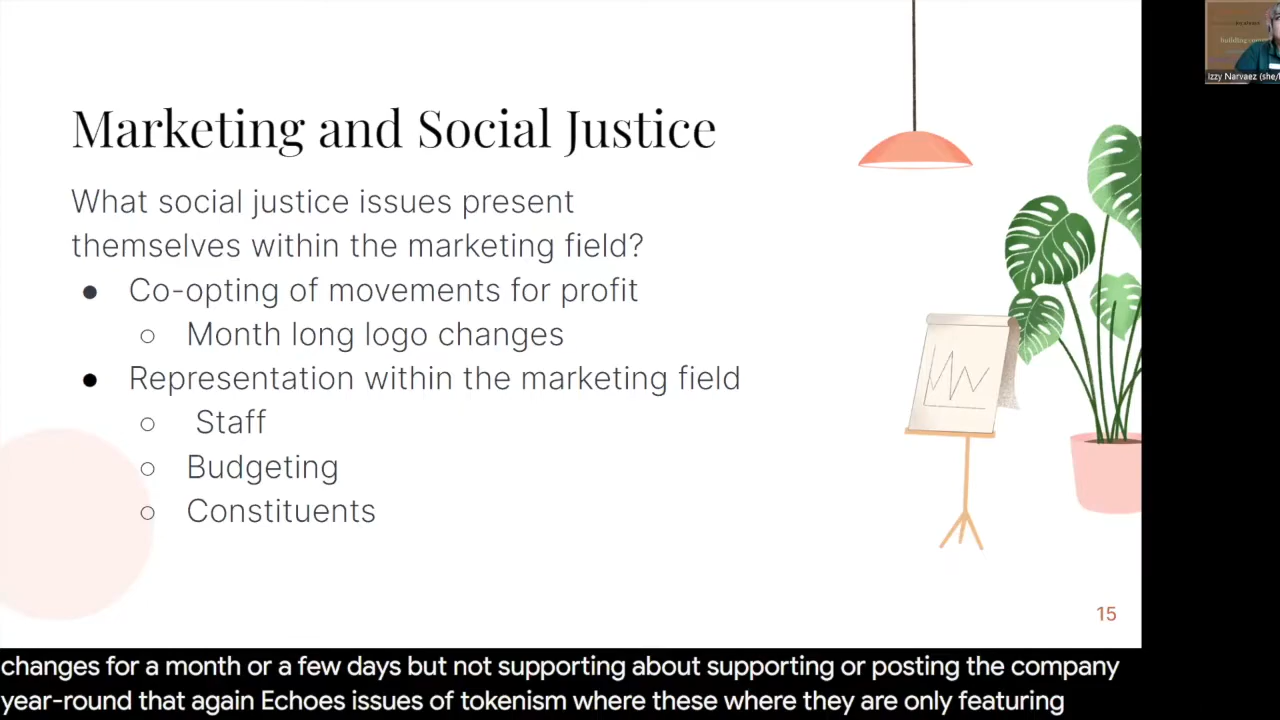 Marketing and Social Justice
What social justice issues present
themselves within the marketing field?
● Co-opting of movements for profit
○ Month long logo changes
● Representation within the marketing field
○ Staff
○ Budgeting
○ Constituents
15
Izzy Narvaez (she/
changes for a month or a few days but not supporting about supporting or posting the company
year-round that again Echoes issues of tokenism where these where they are only featuring